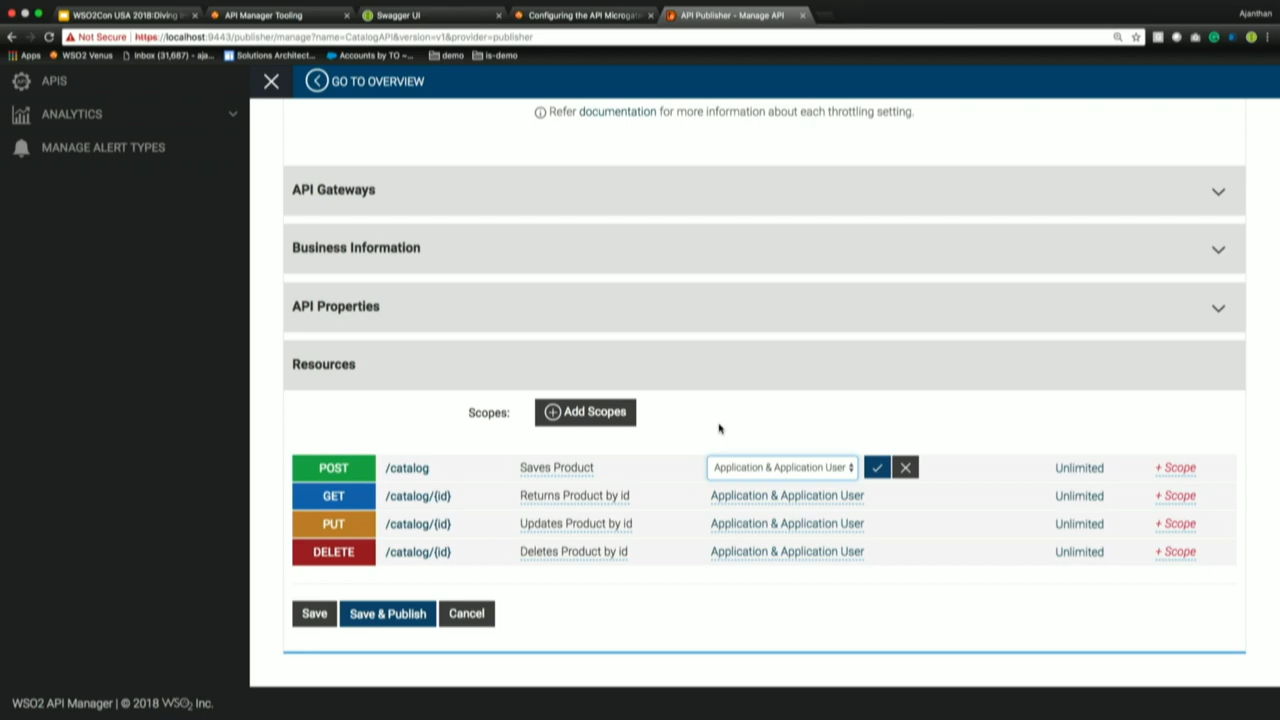 WSO2Con USA 2018:Diving
API Manager Tooling
Swagger UI
Configuring the API Microgate
API Publisher - Manage API
Ajanthan
Not Secure
https://localhost:9443/publisher/manage?name=CatalogAPI&version=v1&provider=publisher
Apps
WSO2 Venus
Inbox (31,687) - aja...
Solutions Architect...
Accounts by TO –...
demo
is-demo
APIS
GO TO OVERVIEW
ANALYTICS
MANAGE ALERT TYPES
Refer documentation for more information about each throttling setting.
API Gateways
Business Information
API Properties
Resources
Scopes:
Add Scopes
POST /catalog Saves Product Application & Application User Unlimited + Scope
GET /catalog/{id} Returns Product by id Application & Application User Unlimited + Scope
PUT /catalog/{id} Updates Product by id Application & Application User Unlimited + Scope
DELETE /catalog/{id} Deletes Product by id Application & Application User Unlimited + Scope
Save
Save & Publish
Cancel
WSO2 API Manager | © 2018 WSO2 Inc.